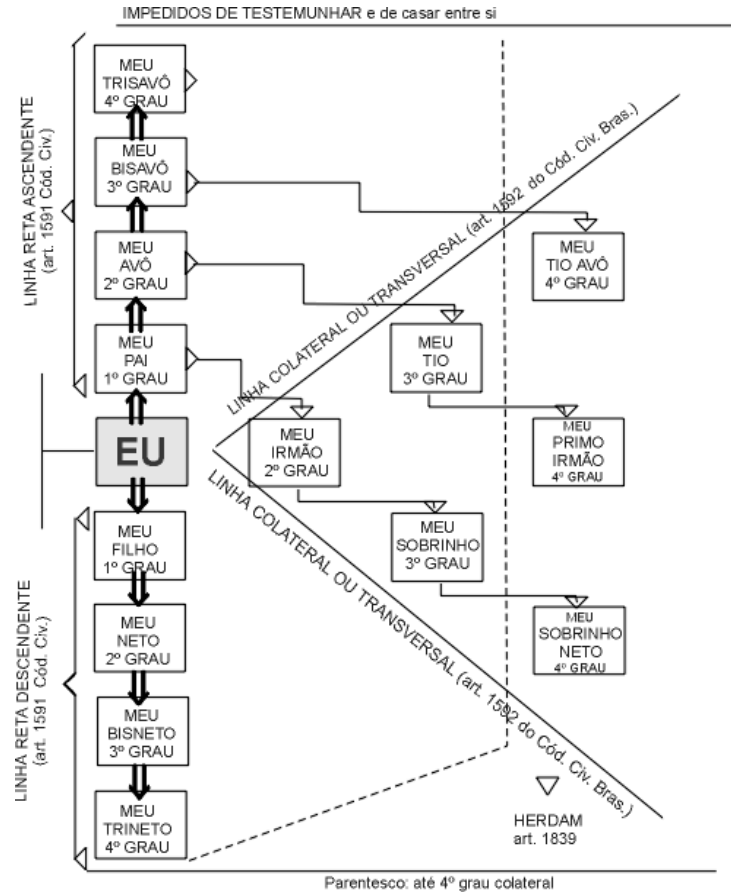 IMPEDIDOS DE TESTEMUNHAR e de casar entre si
LINHA RETA ASCENDENTE
(art. 1591 Cód. Civ.)
MEU
TRISAVÔ
4º GRAU
MEU
BISAVÔ
3º GRAU
MEU
AVÔ
2º GRAU
MEU
PAI
1º GRAU
EU
MEU
FILHO
1º GRAU
MEU
NETO
2º GRAU
MEU
BISNETO
3º GRAU
MEU
TRINETO
4º GRAU
LINHA RETA DESCENDENTE
(art. 1591 Cód. Civ.)
LINHA COLATERAL OU TRANSVERSAL (art. 1592 do Cód. Civ. Bras.)
MEU
TIO AVÔ
4º GRAU
MEU
TIO
3º GRAU
MEU
IRMÃO
2º GRAU
MEU
PRIMO
IRMÃO
4º GRAU
MEU
SOBRINHO
3º GRAU
MEU
SOBRINHO
NETO
4º GRAU
LINHA COLATERAL OU TRANSVERSAL (art. 1592 do Cód. Civ. Bras.)
HERDAM
art. 1839
Parentesco: até 4º grau colateral